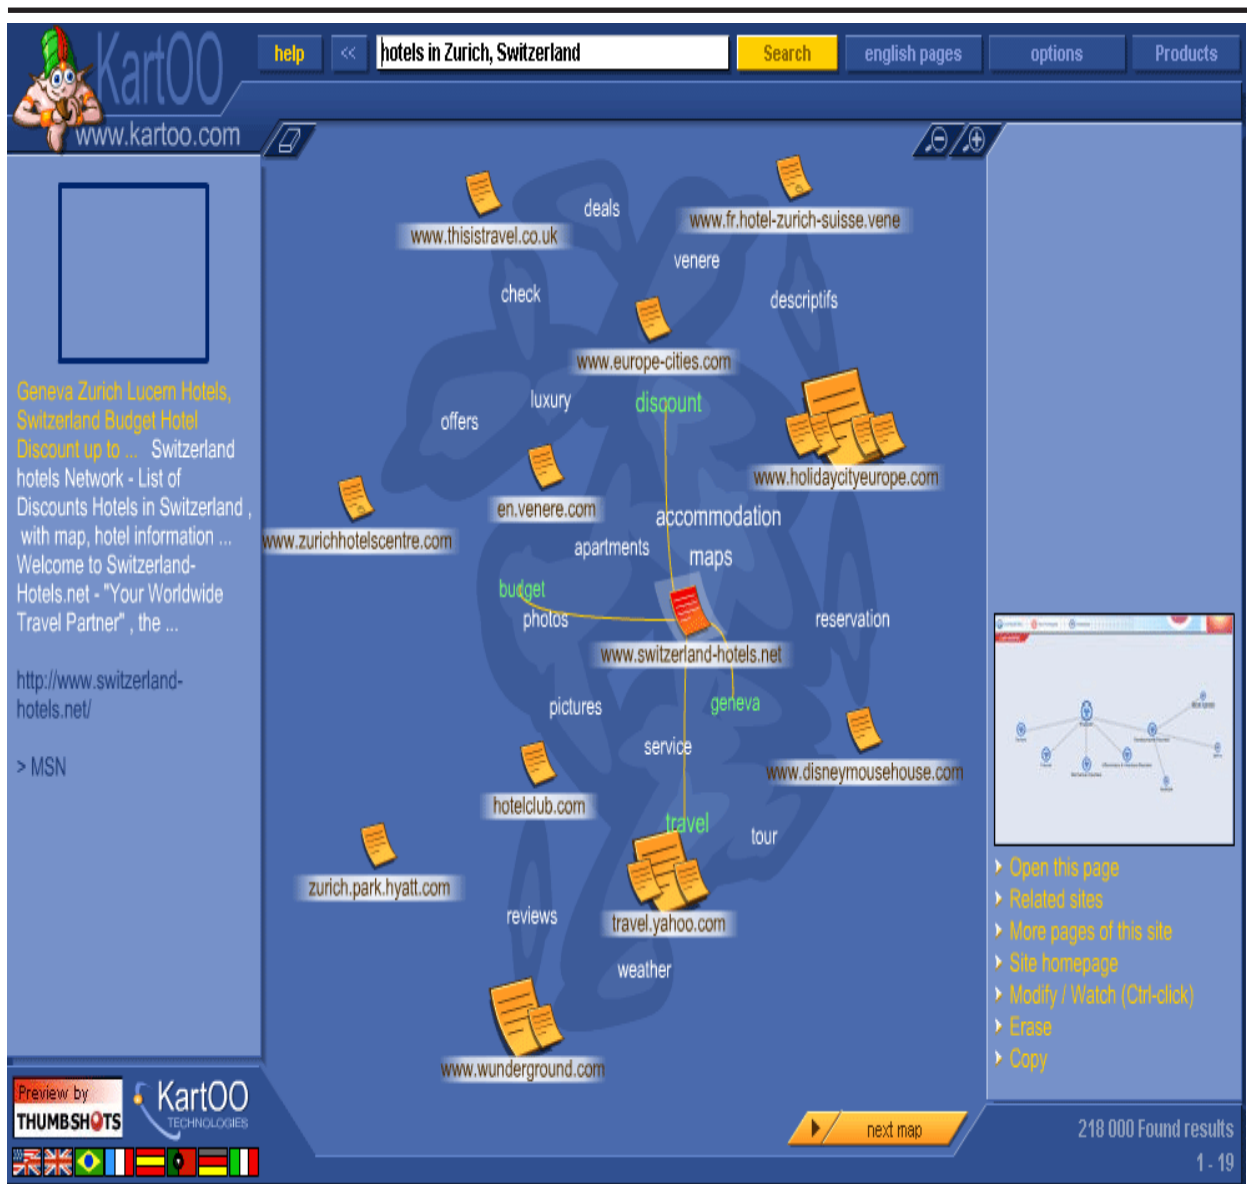 KartOO
www.kartoo.com
help
<<
hotels in Zurich, Switzerland
Search
english pages
options
Products
Geneva Zurich Lucern Hotels,
Switzerland Budget Hotel
Discount up to ... Switzerland
hotels Network - List of
Discounts Hotels in Switzerland ,
with map, hotel information ...
Welcome to Switzerland-
Hotels.net - "Your Worldwide
Travel Partner" , the ...
http://www.switzerland-
hotels.net/
> MSN
deals
www.thisistravel.co.uk
www.fr.hotel-zurich-suisse.vene
venere
check
descriptifs
www.europe-cities.com
luxury
discount
offers
www.holidaycityeurope.com
en.venere.com
accommodation
www.zurichhotelscentre.com
apartments
maps
budget
photos
reservation
www.switzerland-hotels.net
pictures
geneva
service
www.disneymousehouse.com
hotelclub.com
travel
tour
zurich.park.hyatt.com
reviews
travel.yahoo.com
weather
www.wunderground.com
Open this page
Related sites
More pages of this site
Site homepage
Modify / Watch (Ctrl-click)
Erase
Copy
Preview by
THUMBSHOTS
KartOO
TECHNOLOGIES
next map
218 000 Found results
1 - 19